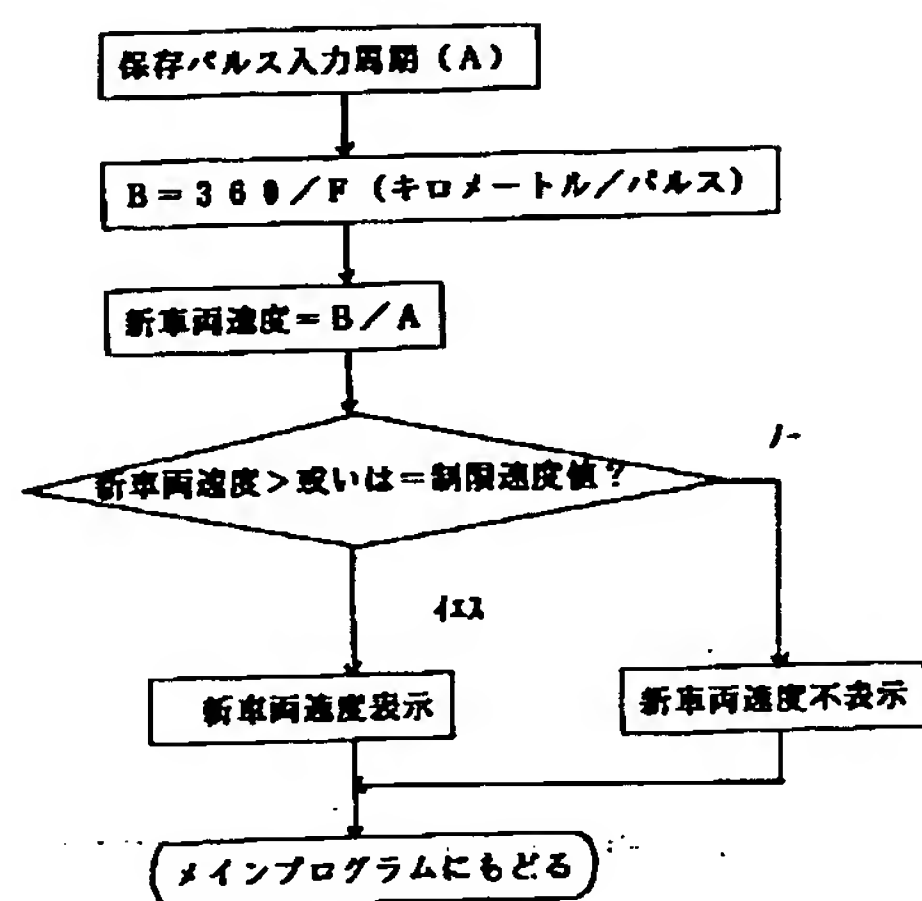 保存パルス入力周期(A)
B=360/F(キロメートル/パルス)
新車両速度=B/A
新車両速度>或いは=制限速度値?
ノー
イエス
新車両速度表示
新車両速度不表示
メインプログラムにもどる